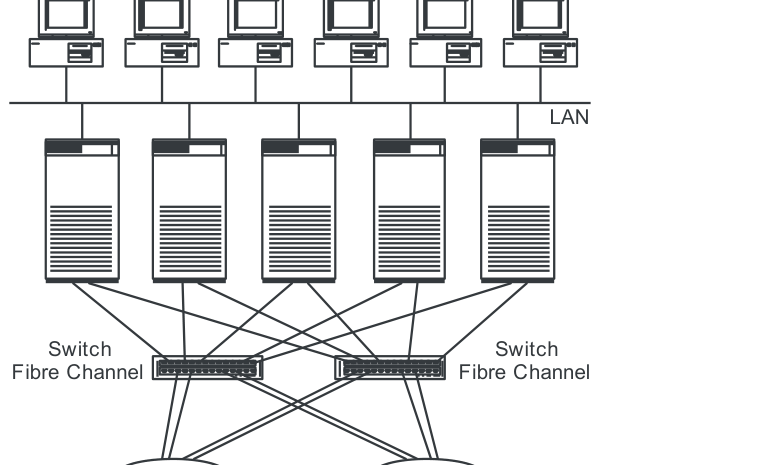 LAN
Switch
Fibre Channel
Switch
Fibre Channel